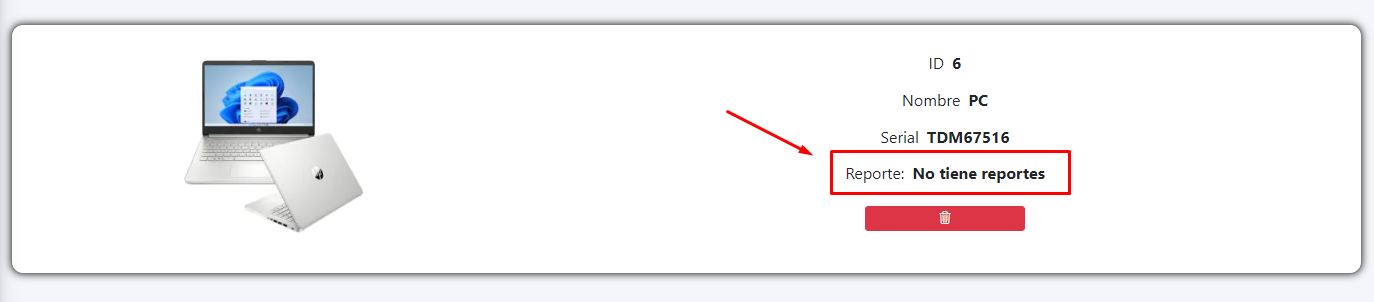 ID 6
Nombre PC
Serial TDM67516
Reporte: No tiene reportes